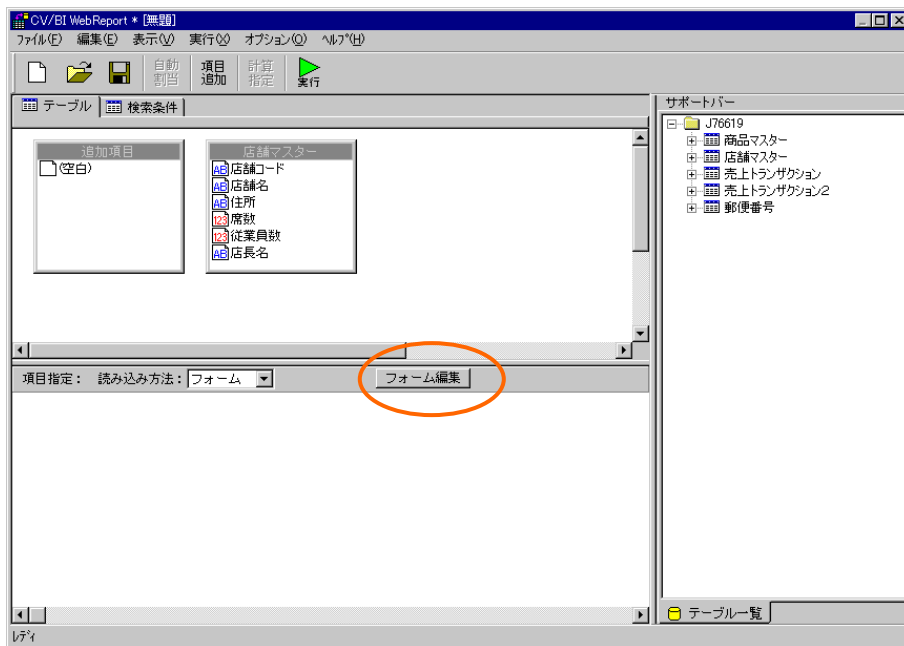 CV/BI WebReport * [無題]
ﾌｧｲﾙ(F) 編集(E) 表示(V) 実行(X) オプション(O) ﾍﾙﾌﾟ(H)
自動割当 項目追加 計算指定 実行
テーブル 検索条件
追加項目
(空白)
店舗マスター
AB 店舗コード
AB 店舗名
AB 住所
123 席数
123 従業員数
AB 店長名
項目指定： 読み込み方法： フォーム フォーム編集
サポートバー
J76619
商品マスター
店舗マスター
売上トランザクション
売上トランザクション2
郵便番号
テーブル一覧
ﾚﾃﾞｨ